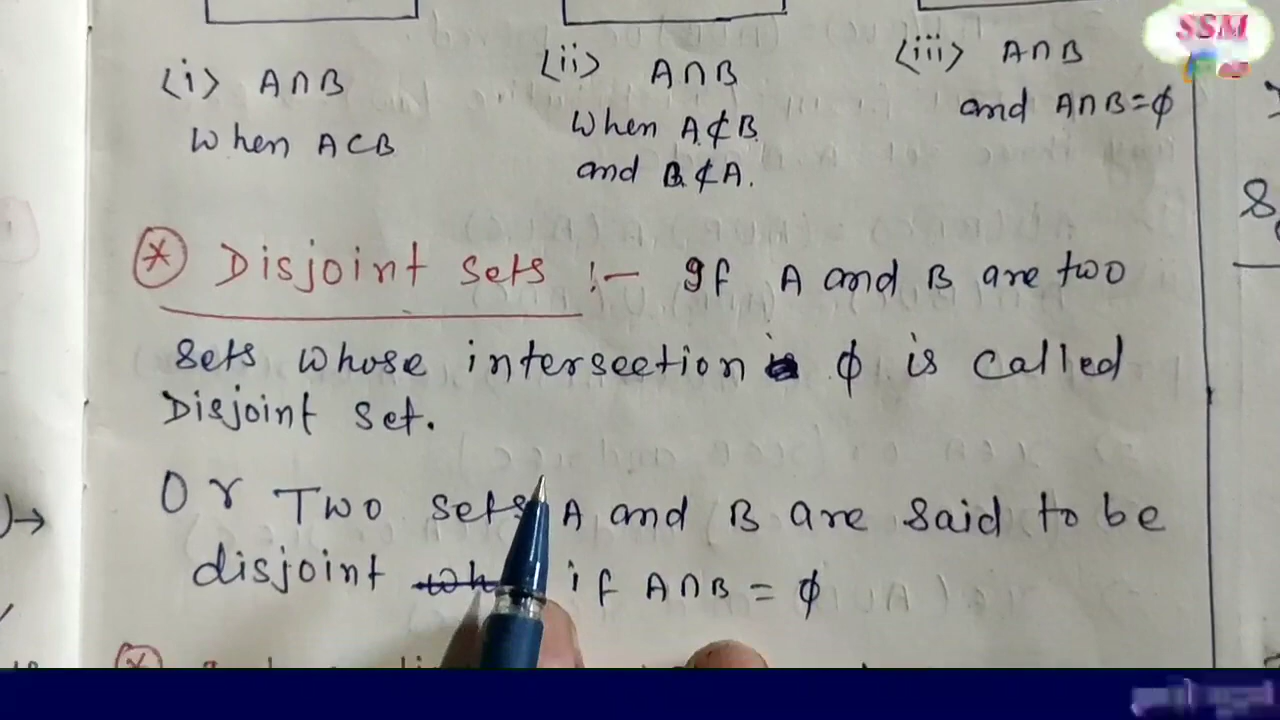 SSM
<i> A∩B
When A⊂B
<ii> A∩B
When A⊄B
and B⊄A.
<iii> A∩B
and A∩B=ϕ
* Disjoint sets :- If A and B are two
sets whose intersection ϕ is called
Disjoint set.
Or Two sets A and B are said to be
disjoint if A∩B = ϕ